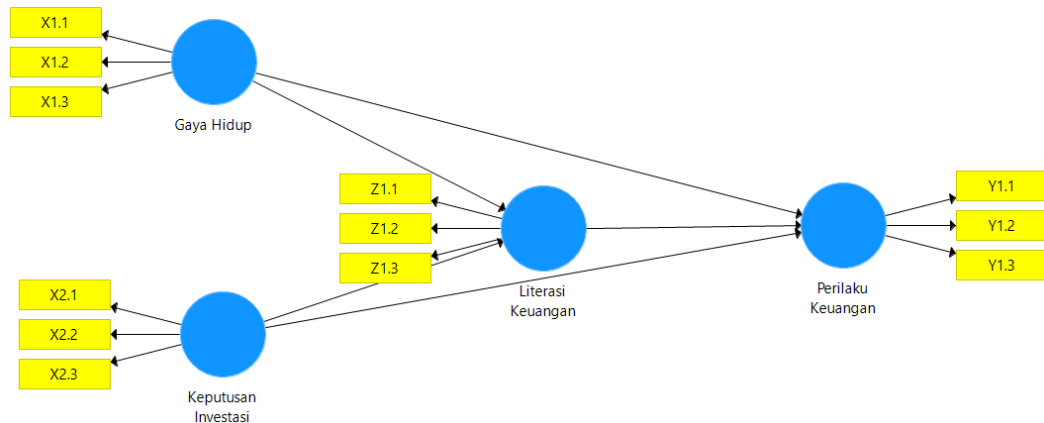 X1.1
X1.2
X1.3
Gaya Hidup
Z1.1
Z1.2
Z1.3
Literasi
Keuangan
Y1.1
Y1.2
Y1.3
Perilaku
Keuangan
X2.1
X2.2
X2.3
Keputusan
Investasi